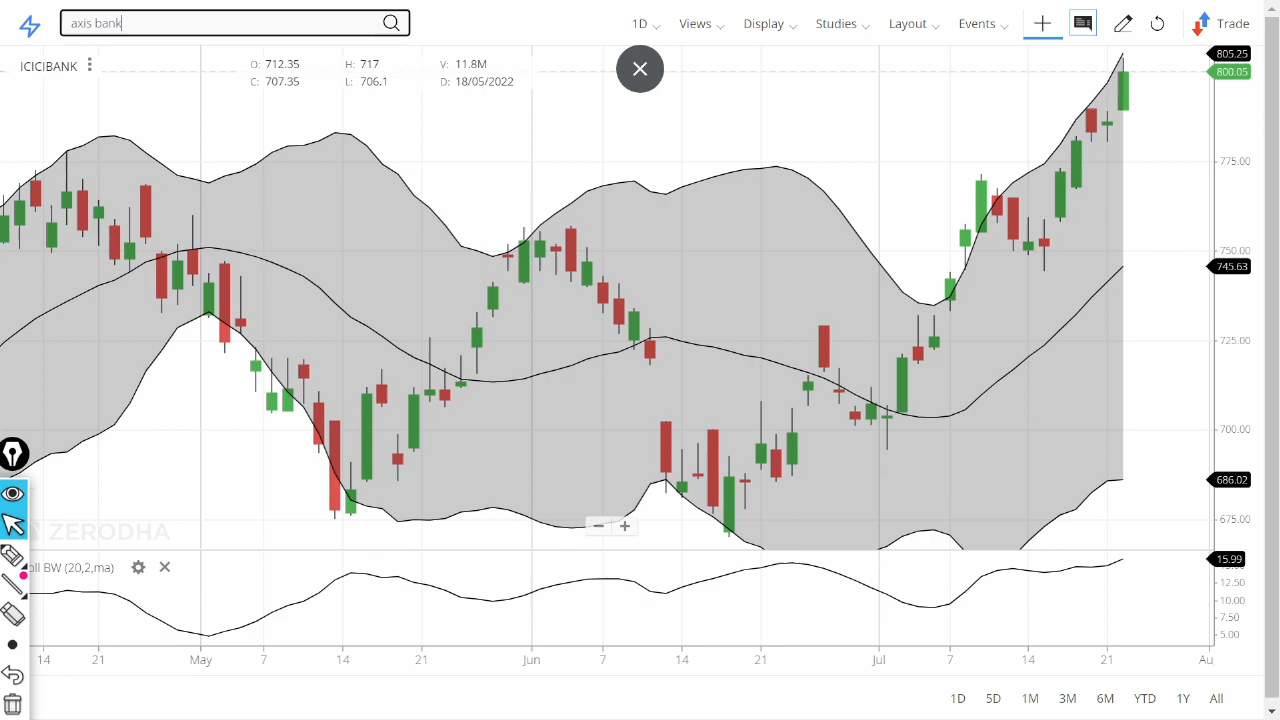 axis bank
1D Views Display Studies Layout Events Trade
ICICIBANK
O: 712.35 H: 717 V: 11.8M
C: 707.35 L: 706.1 D: 18/05/2022
805.25
800.05
775.00
750.00
745.63
725.00
700.00
686.02
675.00
ZERODHA
oll BW (20,2,ma)
15.99
12.50
10.00
7.50
5.00
14 21 May 7 14 21 Jun 7 14 21 Jul 7 14 21 Au
1D 5D 1M 3M 6M YTD 1Y All